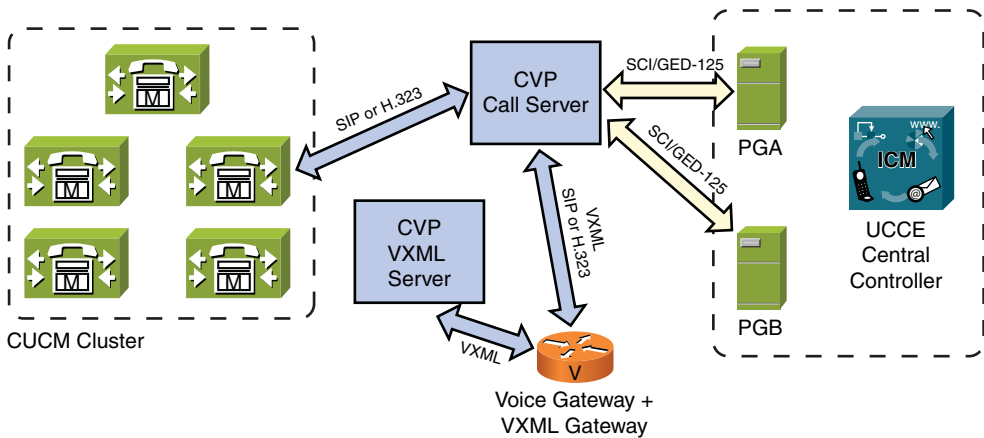 M
M
M
M
M
CUCM Cluster
SIP or H.323
CVP
Call Server
CVP
VXML
Server
VXML
VXML
SIP or H.323
V
Voice Gateway +
VXML Gateway
SCI/GED-125
SCI/GED-125
PGA
PGB
WWW.
ICM
@
UCCE
Central
Controller